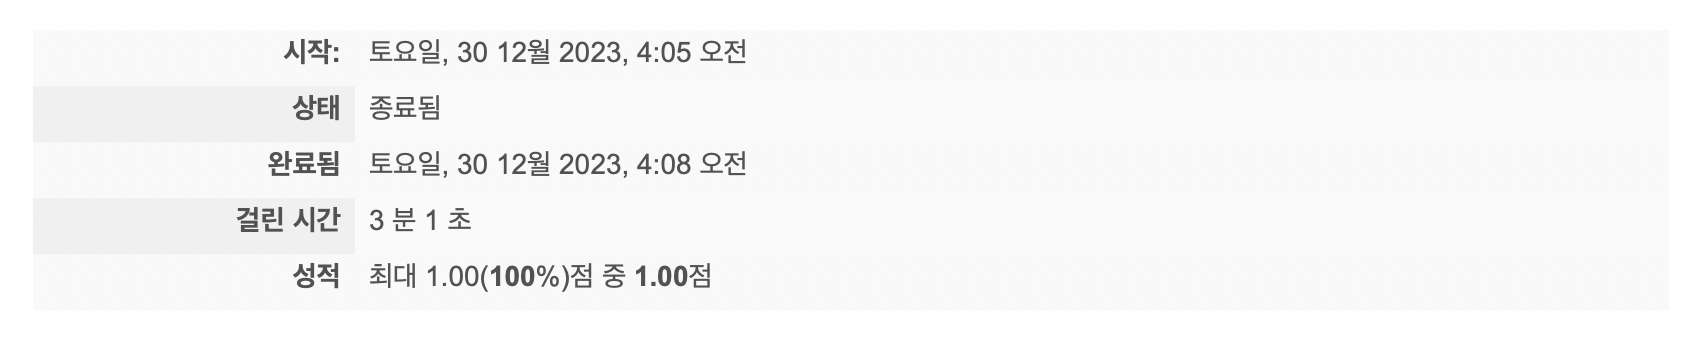 시작: 토요일, 30 12월 2023, 4:05 오전
상태 종료됨
완료됨 토요일, 30 12월 2023, 4:08 오전
걸린 시간 3 분 1 초
성적 최대 1.00(100%)점 중 1.00점